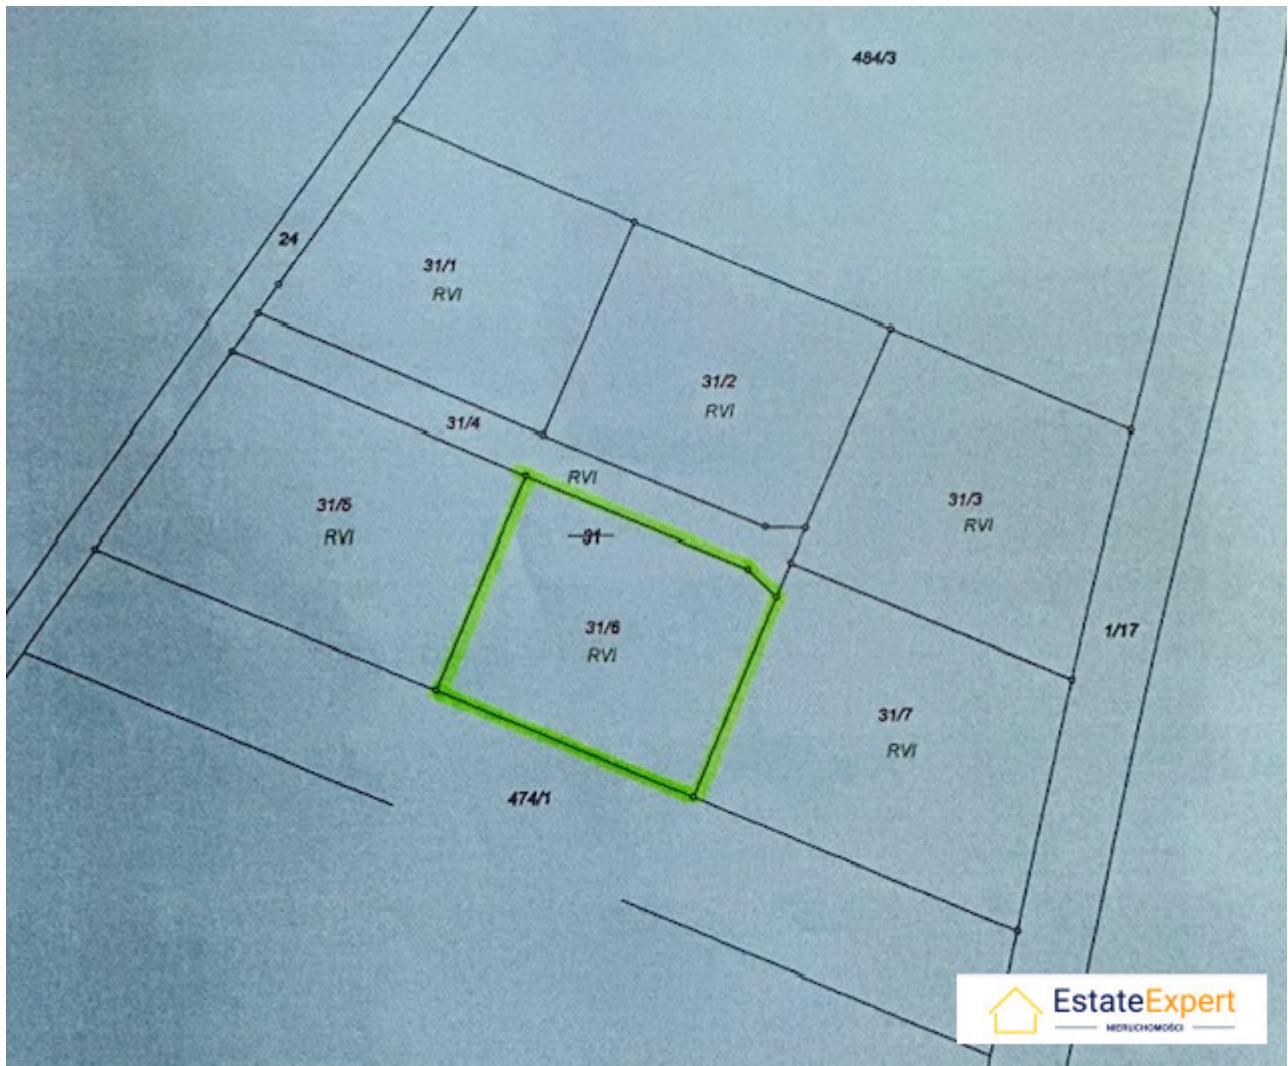 484/3
24
31/1
RVI
31/2
RVI
31/4
RVI
31/3
RVI
31/5
RVI
31
31/6
RVI
1/17
31/7
RVI
474/1
EstateExpert
NIERUCHOMOŚCI